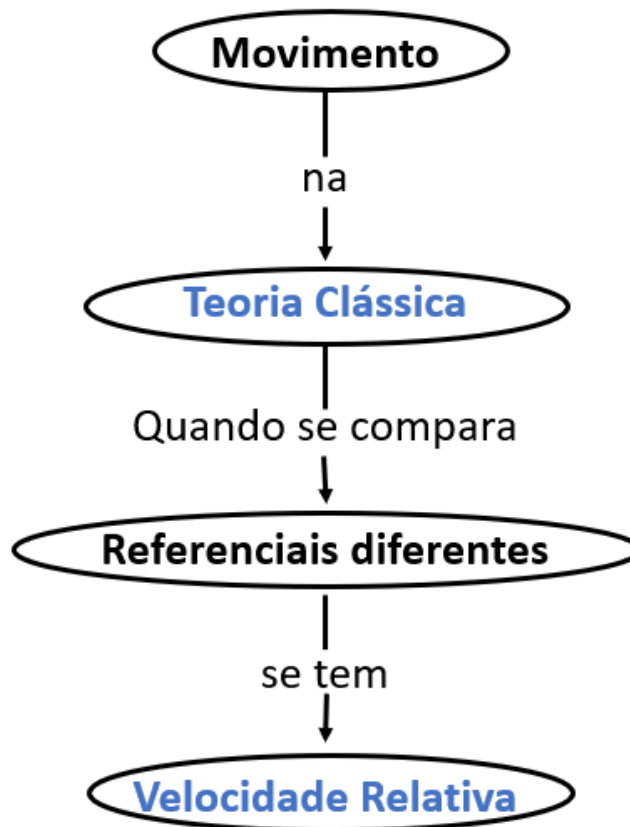 Movimento
na
Teoria Clássica
Quando se compara
Referenciais diferentes
se tem
Velocidade Relativa